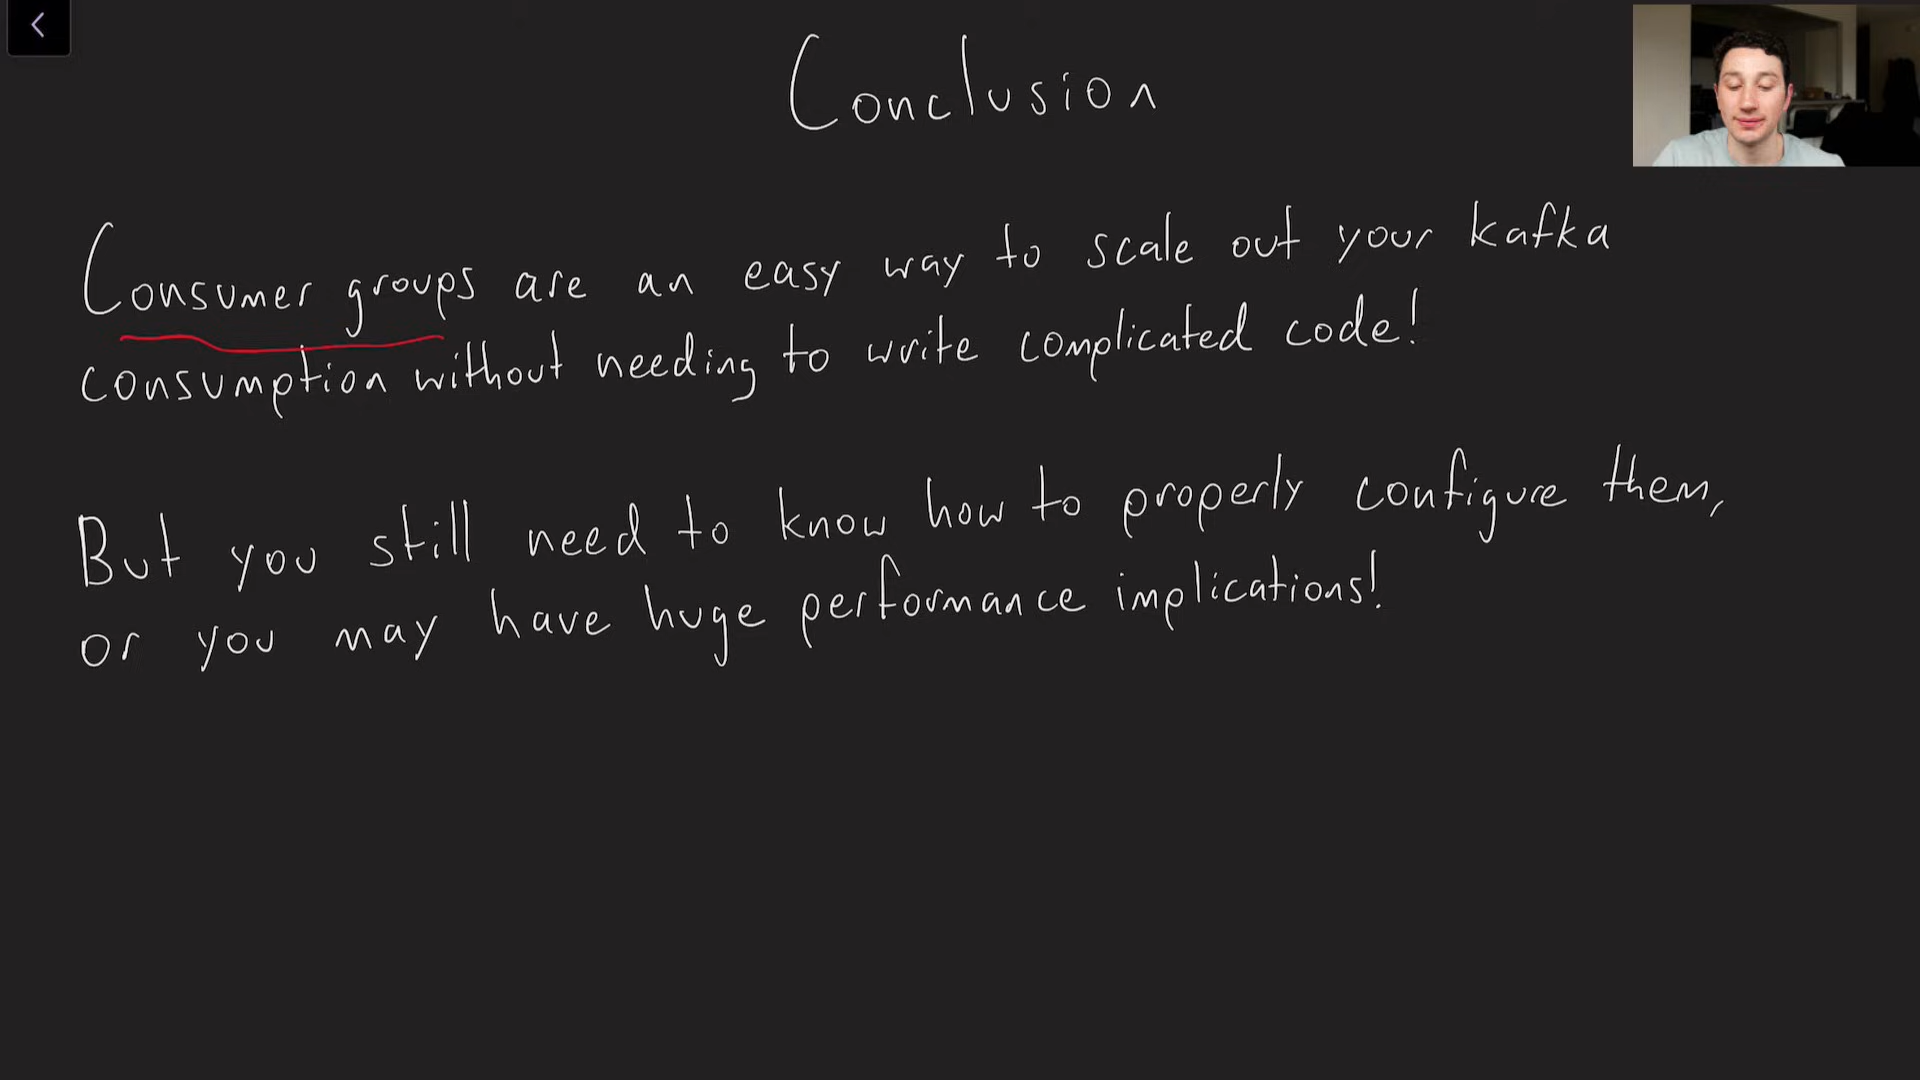 Conclusion
Consumer groups are an easy way to scale out your kafka
consumption without needing to write complicated code!
But you still need to know how to properly configure them,
or you may have huge performance implications!